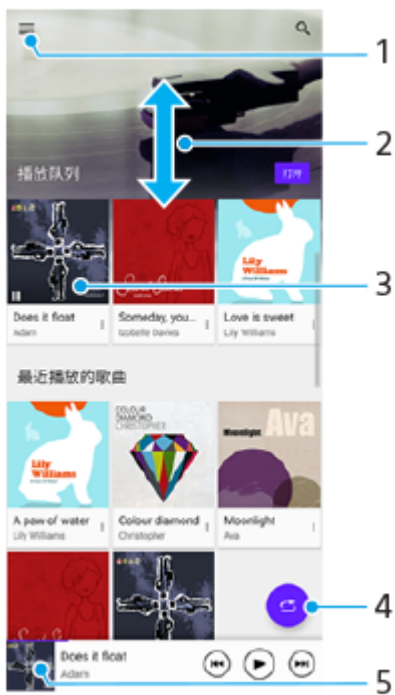 1
2
播放队列
打开
3
Does it float
Adam
Someday, you...
Isobelle Davies
Lily Williams
Love is sweet
Lily Williams
最近播放的歌曲
Lily Williams
A paw of water
Lily Williams
COLOUR DIAMOND
CHRISTOPHER
Colour diamond
Christopher
Moonlight Ava
Moonlight
Ava
4
Does it float
Adam
5